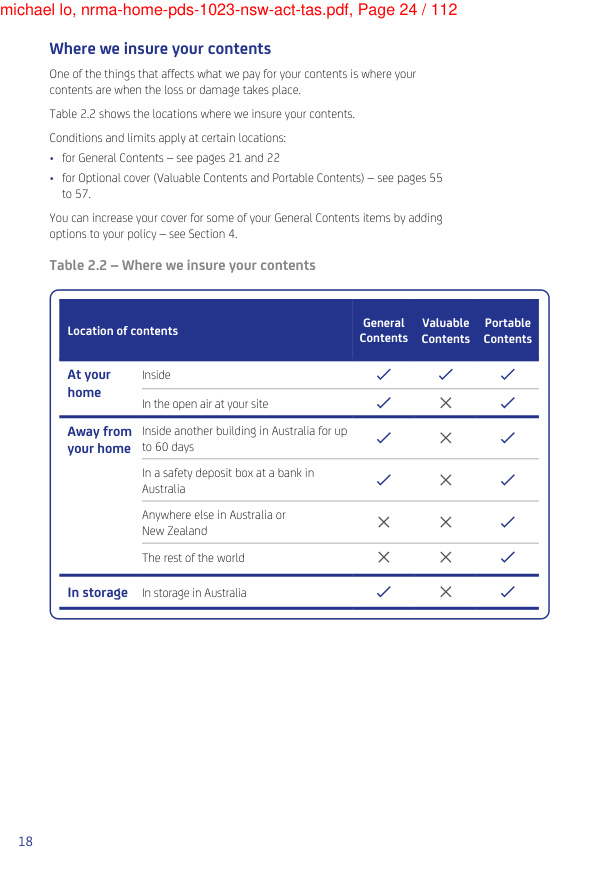 michael lo, nrma-home-pds-1023-nsw-act-tas.pdf, Page 24 / 112
Where we insure your contents
One of the things that affects what we pay for your contents is where your
contents are when the loss or damage takes place.
Table 2.2 shows the locations where we insure your contents.
Conditions and limits apply at certain locations:
• for General Contents – see pages 21 and 22
• for Optional cover (Valuable Contents and Portable Contents) – see pages 55
to 57.
You can increase your cover for some of your General Contents items by adding
options to your policy – see Section 4.
Table 2.2 – Where we insure your contents
Location of contents General Contents Valuable Contents Portable Contents
At your home
Inside ✓ ✓ ✓
In the open air at your site ✓ ✕ ✓
Away from your home
Inside another building in Australia for up
to 60 days ✓ ✕ ✓
In a safety deposit box at a bank in
Australia ✓ ✕ ✓
Anywhere else in Australia or
New Zealand ✕ ✕ ✓
The rest of the world ✕ ✕ ✓
In storage In storage in Australia ✓ ✕ ✓
18